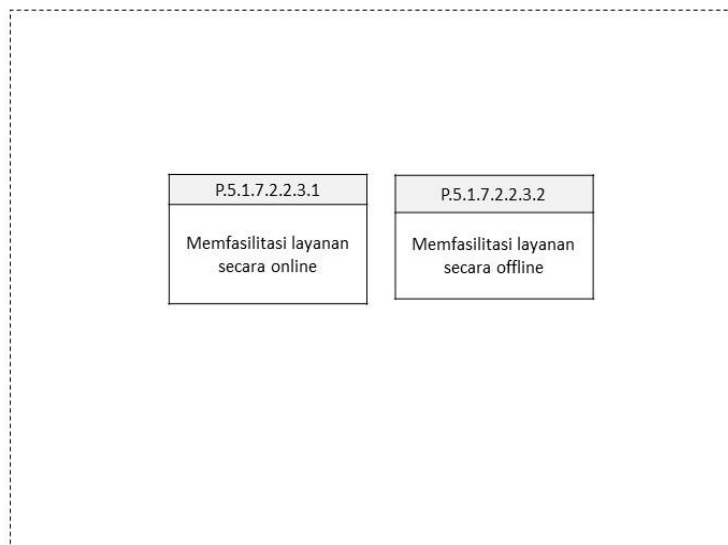 P.5.1.7.2.2.3.1
Memfasilitasi layanan
secara online
P.5.1.7.2.2.3.2
Memfasilitasi layanan
secara offline